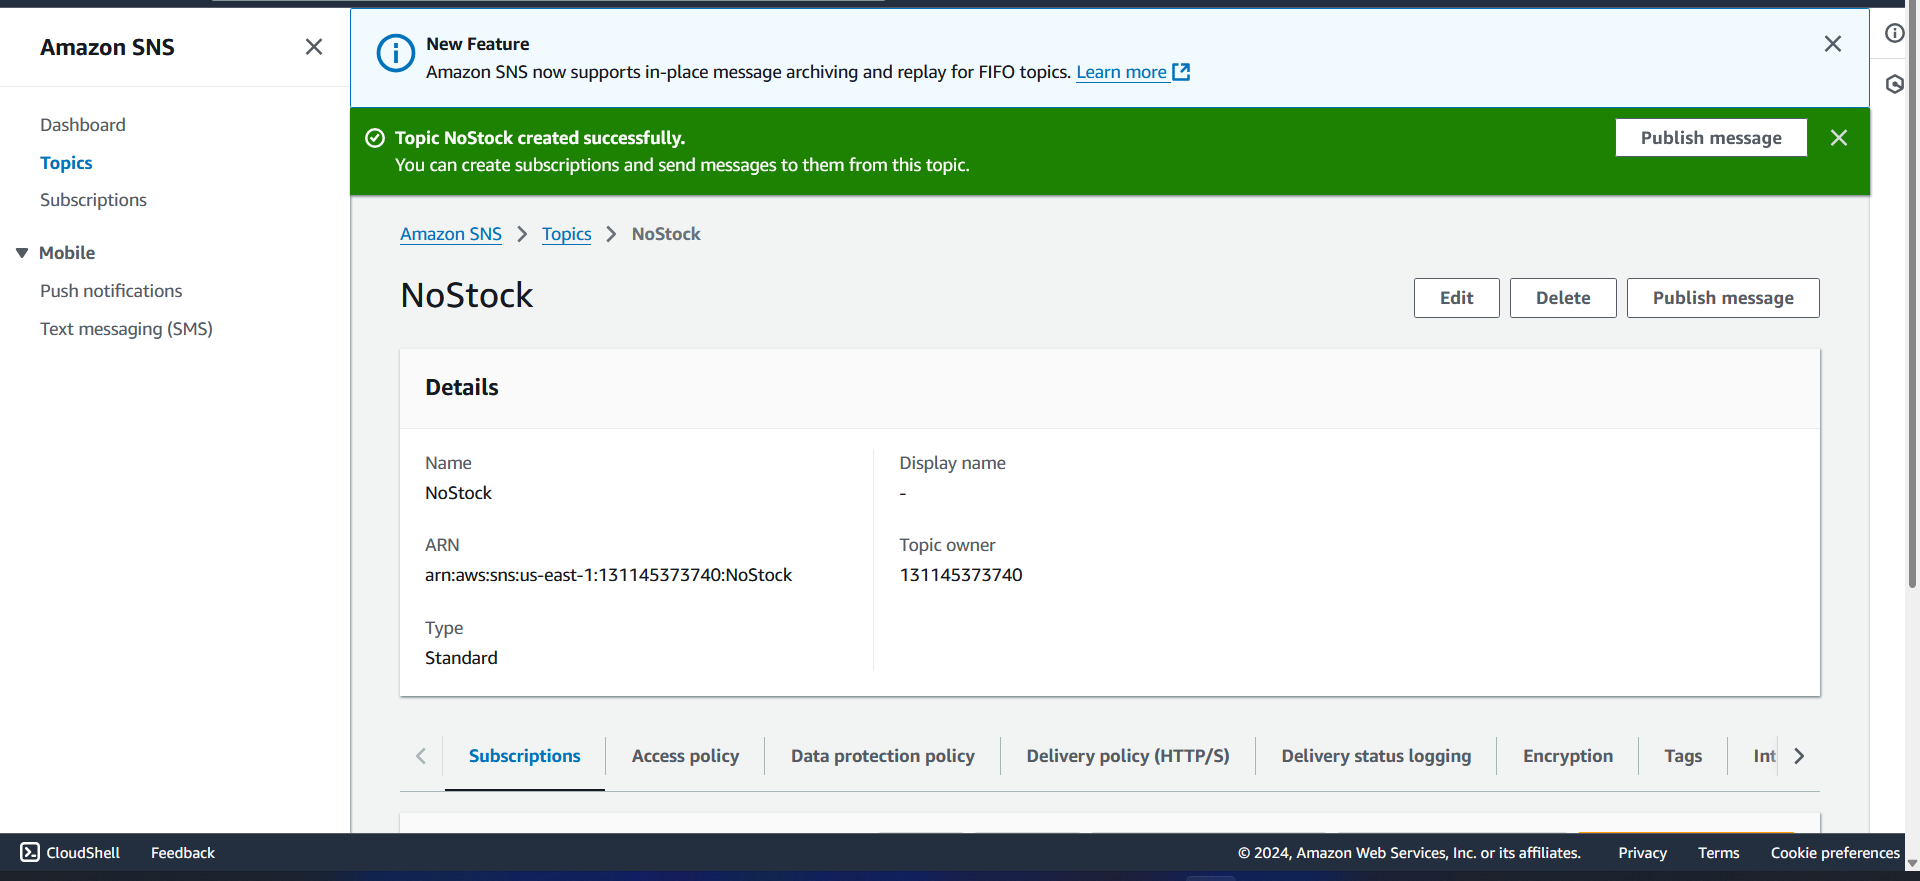 Amazon SNS
Dashboard
Topics
Subscriptions
Mobile
Push notifications
Text messaging (SMS)
New Feature
Amazon SNS now supports in-place message archiving and replay for FIFO topics. Learn more
Topic NoStock created successfully.
You can create subscriptions and send messages to them from this topic.
Publish message
Amazon SNS > Topics > NoStock
NoStock
Edit Delete Publish message
Details
Name
NoStock
ARN
arn:aws:sns:us-east-1:131145373740:NoStock
Type
Standard
Display name
-
Topic owner
131145373740
Subscriptions Access policy Data protection policy Delivery policy (HTTP/S) Delivery status logging Encryption Tags Int
CloudShell Feedback © 2024, Amazon Web Services, Inc. or its affiliates. Privacy Terms Cookie preferences